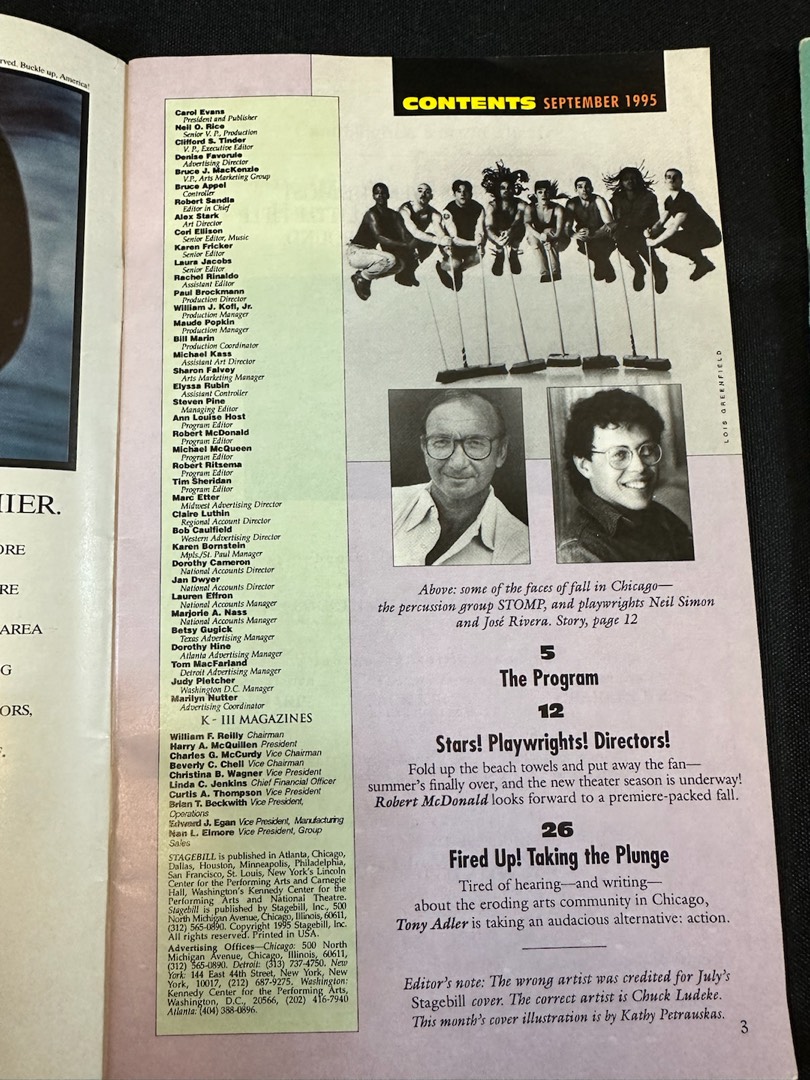 rved. Buckle up, America!
IER.
ORE
RE
AREA
G
ORS,
CONTENTS SEPTEMBER 1995
Carol Evans
President and Publisher
Neil O. Rice
Senior V. P., Production
Clifford S. Tinder
V. P., Executive Editor
Denise Favorule
Advertising Director
Bruce J. MacKenzie
V.P., Arts Marketing Group
Bruce Appel
Controller
Robert Sandla
Editor in Chief
Alex Stark
Art Director
Cori Ellison
Senior Editor, Music
Karen Fricker
Senior Editor
Laura Jacobs
Senior Editor
Rachel Rinaldo
Assistant Editor
Paul Brockmann
Production Director
William J. Kofi, Jr.
Production Manager
Maude Popkin
Production Manager
Bill Marin
Production Coordinator
Michael Kass
Assistant Art Director
Sharon Falvey
Arts Marketing Manager
Elyssa Rubin
Assistant Controller
Steven Pine
Managing Editor
Ann Louise Host
Program Editor
Robert McDonald
Program Editor
Michael McQueen
Program Editor
Robert Ritsema
Program Editor
Tim Sheridan
Program Editor
Marc Etter
Midwest Advertising Director
Claire Luthin
Regional Account Director
Bob Caulfield
Western Advertising Director
Karen Bornstein
Mpls./St. Paul Manager
Dorothy Cameron
National Accounts Director
Jan Dwyer
National Accounts Director
Lauren Effron
National Accounts Manager
Marjorie A. Nass
National Accounts Manager
Betsy Gugick
Texas Advertising Manager
Dorothy Hine
Atlanta Advertising Manager
Tom MacFarland
Detroit Advertising Manager
Judy Pletcher
Washington D.C. Manager
Marilyn Nutter
Advertising Coordinator
K - III MAGAZINES
William F. Reilly Chairman
Harry A. McQuillen President
Charles G. McCurdy Vice Chairman
Beverly C. Chell Vice Chairman
Christina B. Wagner Vice President
Linda C. Jenkins Chief Financial Officer
Curtis A. Thompson Vice President
Brian T. Beckwith Vice President,
Operations
Edward J. Egan Vice President, Manufacturing
Nan L. Elmore Vice President, Group
Sales
STAGEBILL is published in Atlanta, Chicago,
Dallas, Houston, Minneapolis, Philadelphia,
San Francisco, St. Louis, New York's Lincoln
Center for the Performing Arts and Carnegie
Hall, Washington's Kennedy Center for the
Performing Arts and National Theatre.
Stagebill is published by Stagebill, Inc., 500
North Michigan Avenue, Chicago, Illinois, 60611,
(312) 565-0890. Copyright 1995 Stagebill, Inc.
All rights reserved. Printed in USA.
Advertising Offices—Chicago: 500 North
Michigan Avenue, Chicago, Illinois, 60611,
(312) 565-0890. Detroit: (313) 737-4750. New
York: 144 East 44th Street, New York, New
York, 10017, (212) 687-9275. Washington:
Kennedy Center for the Performing Arts,
Washington, D.C., 20566, (202) 416-7940
Atlanta: (404) 388-0896.
LOIS GREENFIELD
Above: some of the faces of fall in Chicago—
the percussion group STOMP, and playwrights Neil Simon
and José Rivera. Story, page 12
5
The Program
12
Stars! Playwrights! Directors!
Fold up the beach towels and put away the fan—
summer's finally over, and the new theater season is underway!
Robert McDonald looks forward to a premiere-packed fall.
26
Fired Up! Taking the Plunge
Tired of hearing—and writing—
about the eroding arts community in Chicago,
Tony Adler is taking an audacious alternative: action.
Editor's note: The wrong artist was credited for July's
Stagebill cover. The correct artist is Chuck Ludeke.
This month's cover illustration is by Kathy Petrauskas.
3